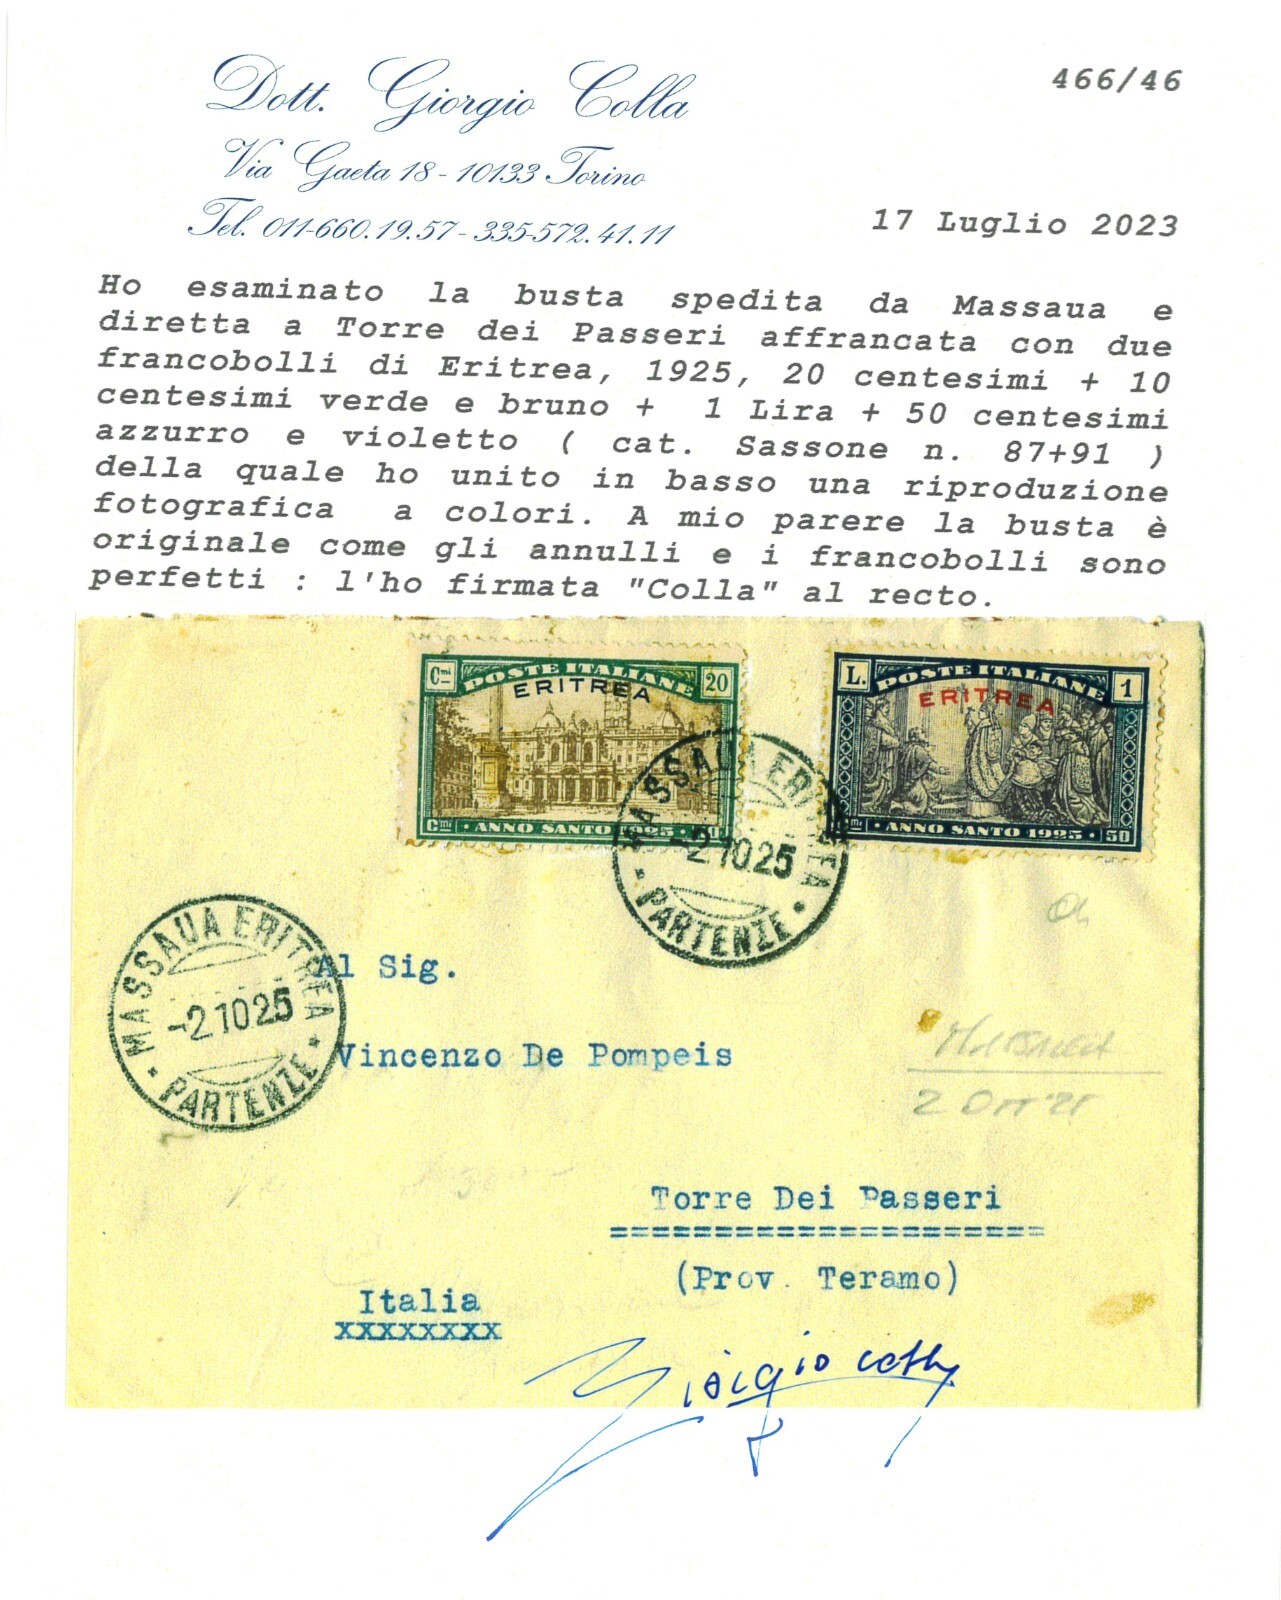 Dott. Giorgio Colla
466/46
Via Gaeta 18 - 10133 Torino
Tel. 011-660.19.57 - 335-572.41.11
17 Luglio 2023
Ho esaminato la busta spedita da Massaua e
diretta a Torre dei Passeri affrancata con due
francobolli di Eritrea, 1925, 20 centesimi + 10
centesimi verde e bruno + 1 Lira + 50 centesimi
azzurro e violetto ( cat. Sassone n. 87+91 )
della quale ho unito in basso una riproduzione
fotografica a colori. A mio parere la busta è
originale come gli annulli e i francobolli sono
perfetti : l'ho firmata "Colla" al recto.
Cmi POSTE ITALIANE 20
ERITREA
Cmi · ANNO SANTO 1925
L. POSTE ITALIANE 1
ERITREA
· ANNO SANTO 1925 · 50
MASSAUA ERITREA
-2.10.25
· PARTENZE ·
MASSAUA ERITREA
-2.10.25
· PARTENZE ·
Al Sig.
Vincenzo De Pompeis
Torre Dei Passeri
=====================
(Prov. Teramo)
Italia
XXXXXXXX
Giorgio Colla